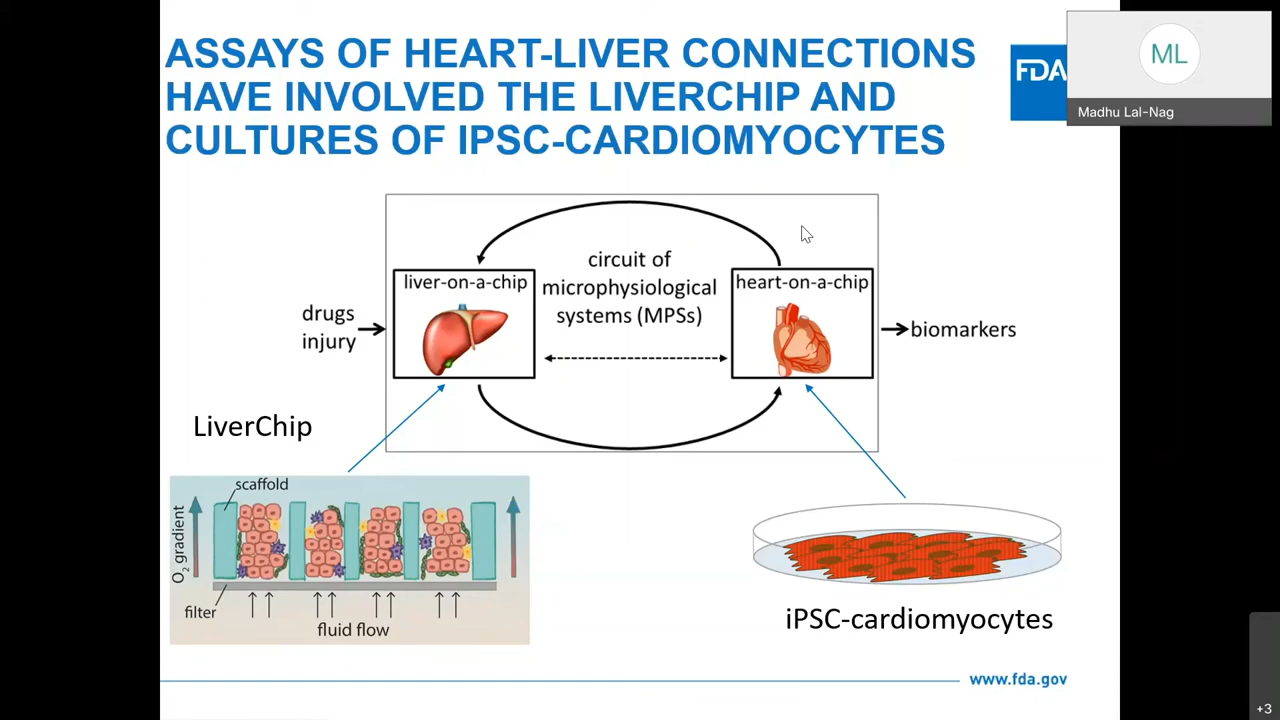 ASSAYS OF HEART-LIVER CONNECTIONS
HAVE INVOLVED THE LIVERCHIP AND
CULTURES OF IPSC-CARDIOMYOCYTES
FDA
ML
Madhu Lal-Nag
circuit of
microphysiological
systems (MPSs)
liver-on-a-chip
heart-on-a-chip
drugs
injury
biomarkers
LiverChip
scaffold
O2 gradient
filter
fluid flow
iPSC-cardiomyocytes
www.fda.gov
+3